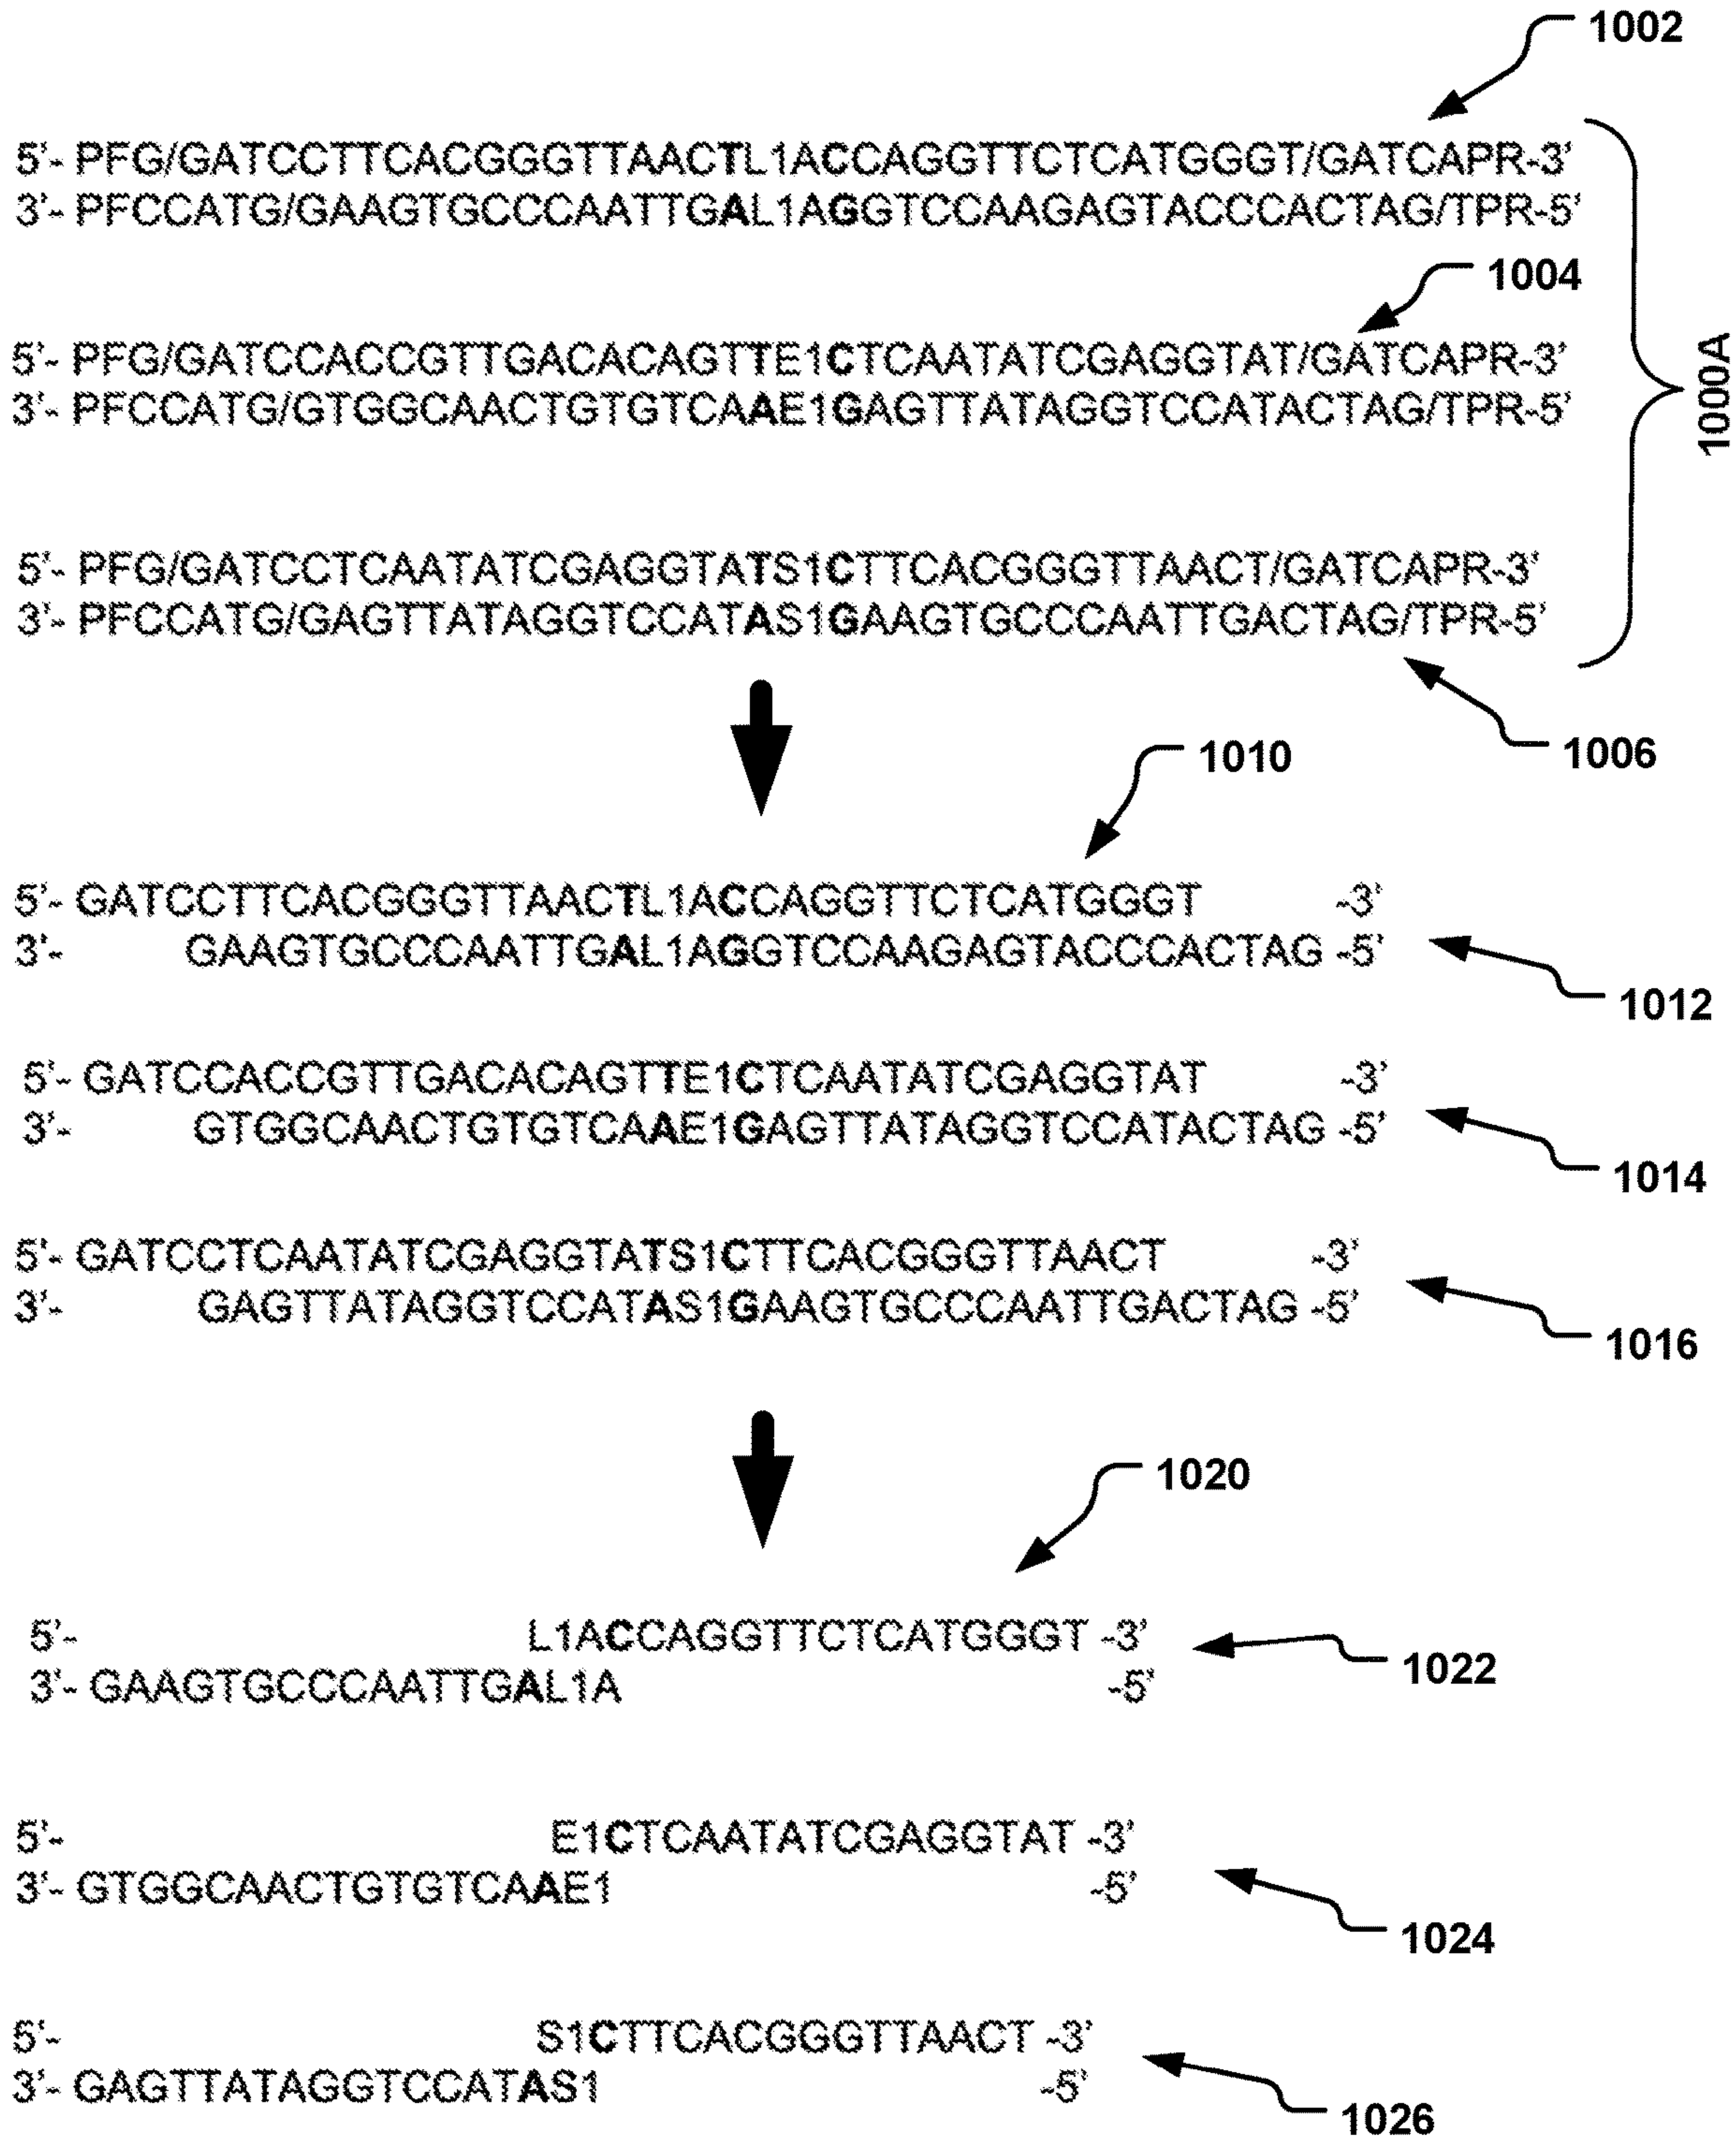 1002
5'- PFG/GATCCTTCACGGGTTAACTL1ACCAGGTTCTCATGGGT/GATCAPR-3'
3'- PFCCATG/GAAGTGCCCAATTGAL1AGGTCCAAGAGTACCCACTAG/TPR-5'
1004
5'- PFG/GATCCACCGTTGACACAGTTE1CTCAATATCGAGGTAT/GATCAPR-3'
3'- PFCCATG/GTGGCAACTGTGTCAAE1GAGTTATAGGTCCATACTAG/TPR-5'
1000A
5'- PFG/GATCCTCAATATCGAGGTATS1CTTCACGGGTTAACT/GATCAPR-3'
3'- PFCCATG/GAGTTATAGGTCCATAS1GAAGTGCCCAATTGACTAG/TPR-5'
1006
1010
5'- GATCCTTCACGGGTTAACTL1ACCAGGTTCTCATGGGT -3'
3'- GAAGTGCCCAATTGAL1AGGTCCAAGAGTACCCACTAG -5'
1012
5'- GATCCACCGTTGACACAGTTE1CTCAATATCGAGGTAT -3'
3'- GTGGCAACTGTGTCAAE1GAGTTATAGGTCCATACTAG -5'
1014
5'- GATCCTCAATATCGAGGTATS1CTTCACGGGTTAACT -3'
3'- GAGTTATAGGTCCATAS1GAAGTGCCCAATTGACTAG -5'
1016
1020
5'- L1ACCAGGTTCTCATGGGT -3'
3'- GAAGTGCCCAATTGAL1A -5'
1022
5'- E1CTCAATATCGAGGTAT -3'
3'- GTGGCAACTGTGTCAAE1 -5'
1024
5'- S1CTTCACGGGTTAACT -3'
3'- GAGTTATAGGTCCATAS1 -5'
1026